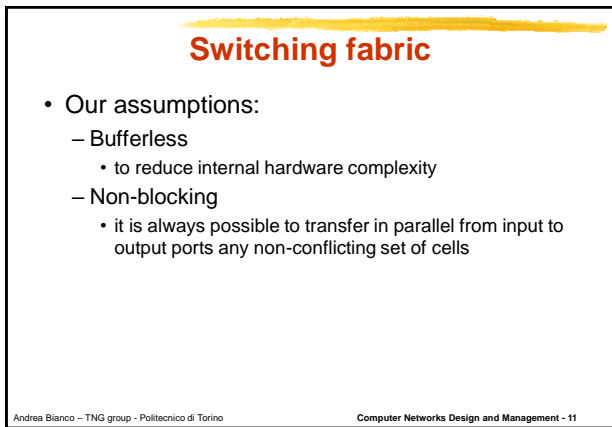 Switching fabric
• Our assumptions:
– Bufferless
• to reduce internal hardware complexity
– Non-blocking
• it is always possible to transfer in parallel from input to
output ports any non-conflicting set of cells
Andrea Bianco – TNG group - Politecnico di Torino
Computer Networks Design and Management - 11